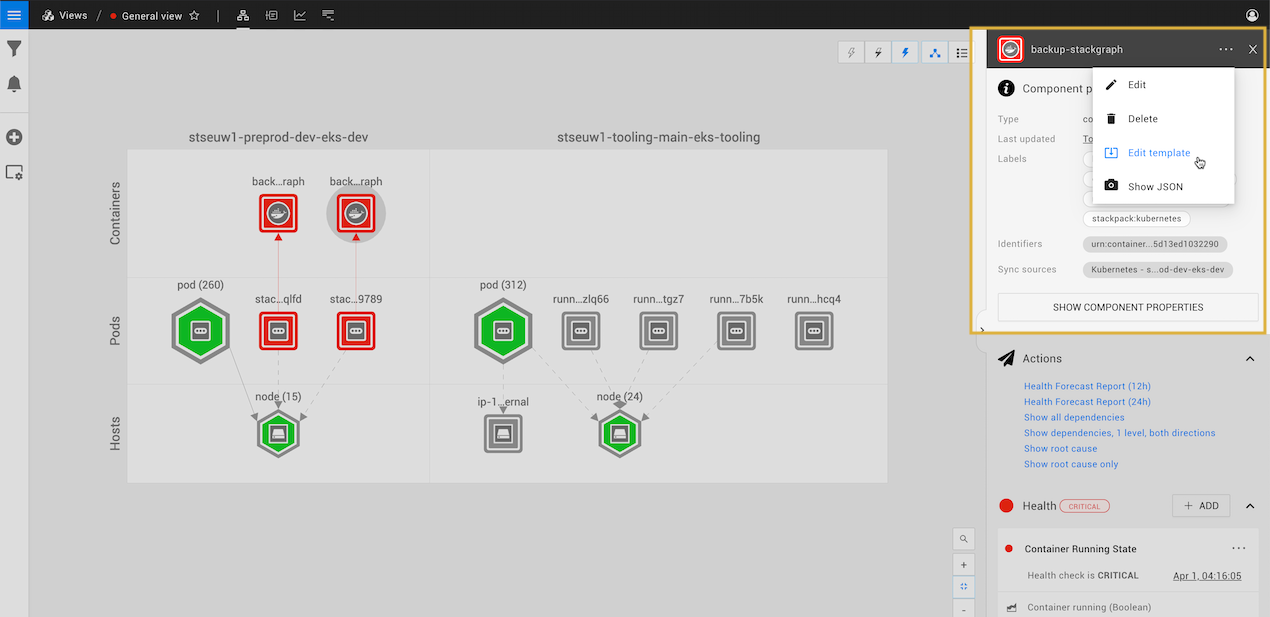 Views / General view
backup-stackgraph
Edit
Delete
Edit template
Show JSON
Component p
Type
co
Last updated
To
Labels
stackpack:kubernetes
Identifiers
urn:container...5d13ed1032290
Sync sources
Kubernetes - s...od-dev-eks-dev
SHOW COMPONENT PROPERTIES
stseuw1-preprod-dev-eks-dev
stseuw1-tooling-main-eks-tooling
Containers
back...raph
back...raph
Pods
pod (260)
stac...qlfd
stac...9789
pod (312)
runn...zlq66
runn...tgz7
runn...7b5k
runn...hcq4
Hosts
node (15)
ip-1...ernal
node (24)
Actions
Health Forecast Report (12h)
Health Forecast Report (24h)
Show all dependencies
Show dependencies, 1 level, both directions
Show root cause
Show root cause only
Health CRITICAL
+ ADD
Container Running State
Health check is CRITICAL
Apr 1, 04:16:05
Container running (Boolean)
+
-